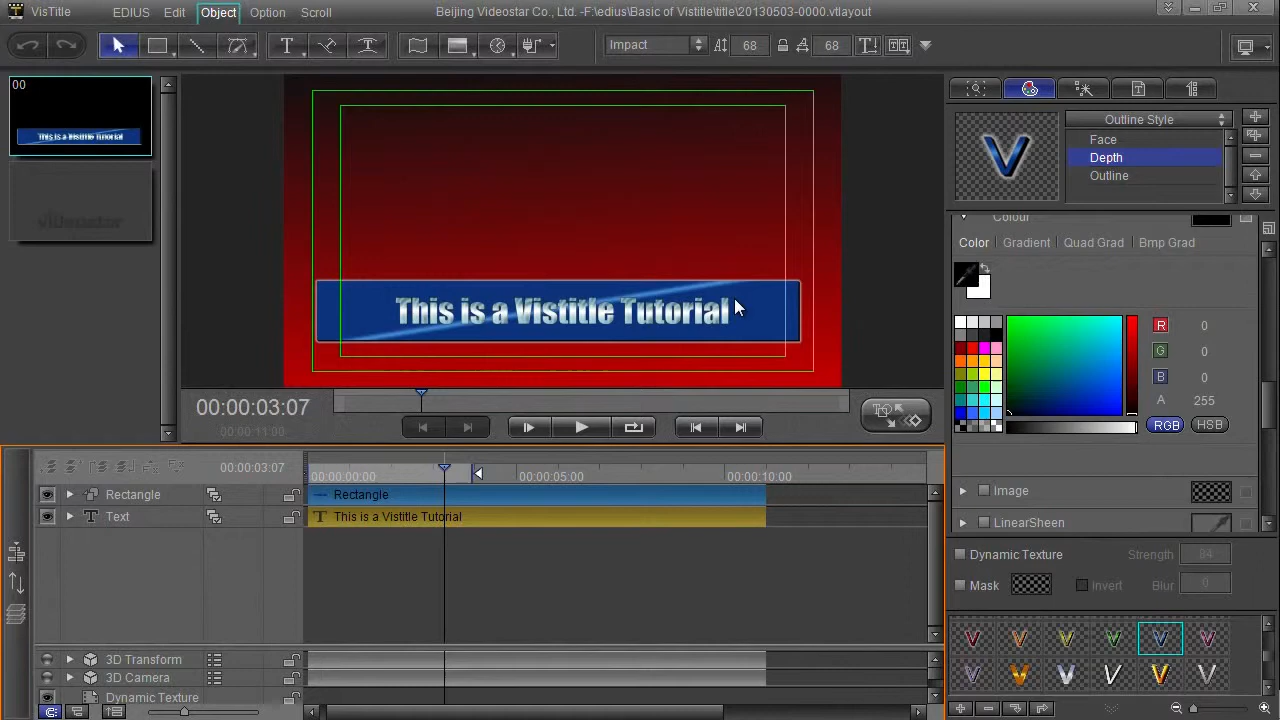 VisTitle EDIUS Edit Object Option Scroll Beijing Videostar Co., Ltd. -F:\edius\Basic of Vistitle\title\20130503-0000.vtlayout
Impact 68 68
00
This is a Vistitle Tutorial
videostar
This is a Vistitle Tutorial
00:00:03:07
00:00:11:00
00:00:03:07 00:00:00:00 00:00:05:00 00:00:10:00
Rectangle Rectangle
Text This is a Vistitle Tutorial
3D Transform
3D Camera
Dynamic Texture
Outline Style
Face
Depth
Outline
Colour
Color Gradient Quad Grad Bmp Grad
R 0
G 0
B 0
A 255
RGB HSB
Image
LinearSheen
Dynamic Texture Strength 84
Mask Invert Blur 0